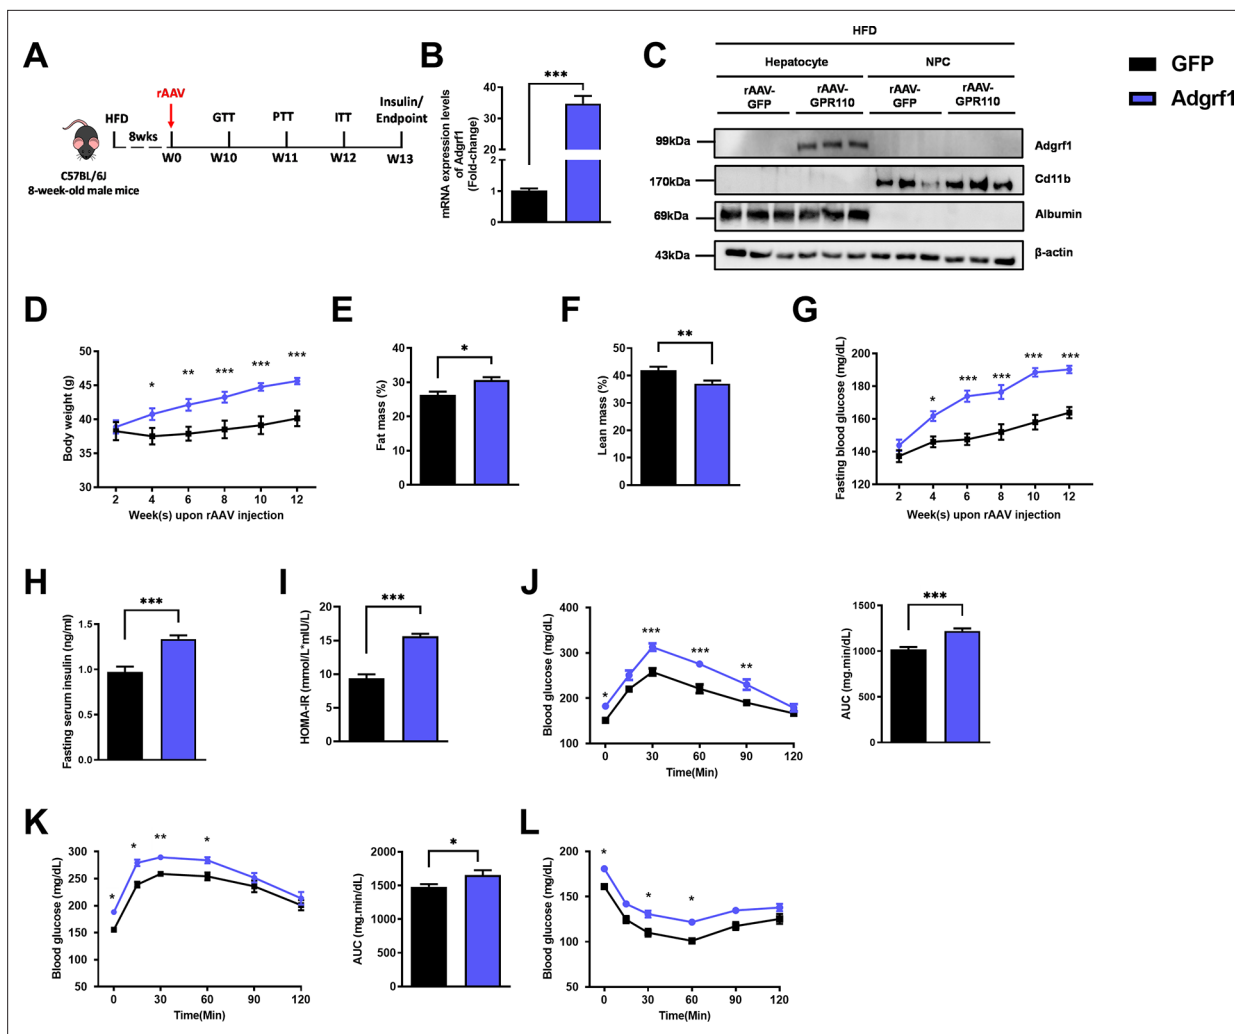 A
rAAV
HFD
8wks
GTT
PTT
ITT
Insulin/
Endpoint
W0
W10
W11
W12
W13
C57BL/6J
8-week-old male mice
B
mRNA expression levels
of Adgrf1
(Fold-change)
***
40
30
20
2
1
0
C
HFD
Hepatocyte
NPC
rAAV-
GFP
rAAV-
GPR110
rAAV-
GFP
rAAV-
GPR110
99kDa
Adgrf1
170kDa
Cd11b
69kDa
Albumin
43kDa
β-actin
GFP
Adgrf1
D
Body weight (g)
50
45
40
35
30
*
**
***
***
***
2
4
6
8
10
12
Week(s) upon rAAV injection
E
Fat mass (%)
40
30
20
10
0
*
F
Lean mass (%)
50
40
30
20
10
0
**
G
Fasting blood glucose (mg/dL)
200
180
160
140
120
*
***
***
***
***
2
4
6
8
10
12
Week(s) upon rAAV injection
H
Fasting serum insulin (ng/ml)
1.5
1.0
0.5
0.0
***
I
HOMA-IR (mmol/L*mIU/L)
20
15
10
5
0
***
J
Blood glucose (mg/dL)
400
300
200
100
*
***
***
**
0
30
60
90
120
Time(Min)
AUC (mg.min/dL)
1500
1000
500
0
***
K
Blood glucose (mg/dL)
300
250
200
150
100
50
*
*
**
*
0
30
60
90
120
Time(Min)
AUC (mg.min/dL)
2000
1500
1000
500
0
*
L
Blood glucose (mg/dL)
200
150
100
50
*
*
*
0
30
60
90
120
Time(Min)